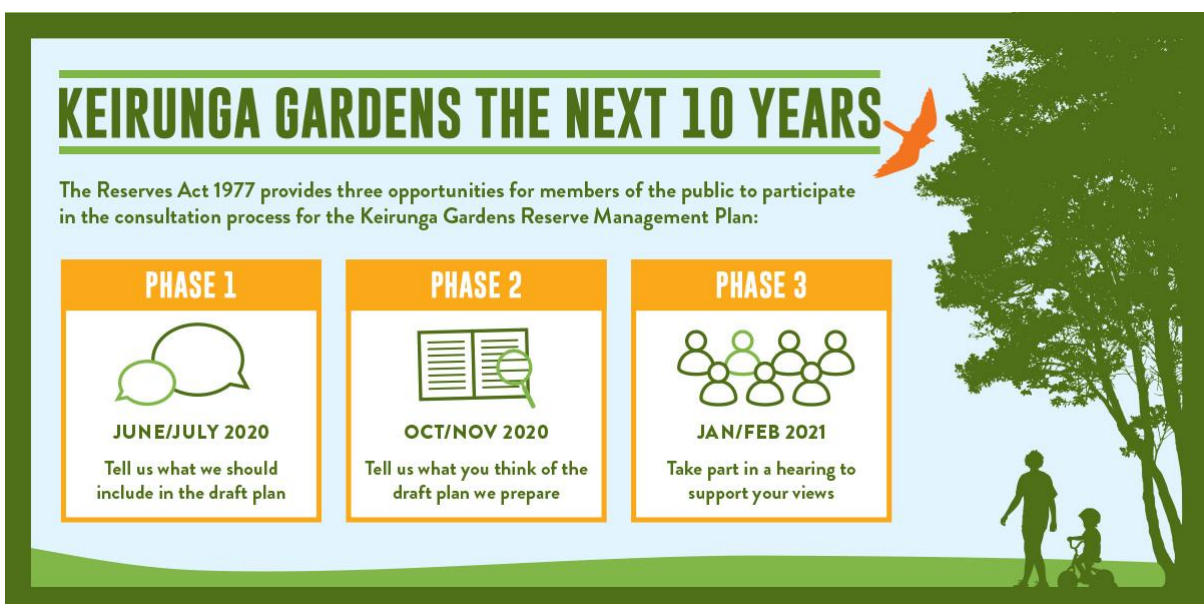 KEIRUNGA GARDENS THE NEXT 10 YEARS
The Reserves Act 1977 provides three opportunities for members of the public to participate
in the consultation process for the Keirunga Gardens Reserve Management Plan:
PHASE 1
JUNE/JULY 2020
Tell us what we should
include in the draft plan
PHASE 2
OCT/NOV 2020
Tell us what you think of the
draft plan we prepare
PHASE 3
JAN/FEB 2021
Take part in a hearing to
support your views